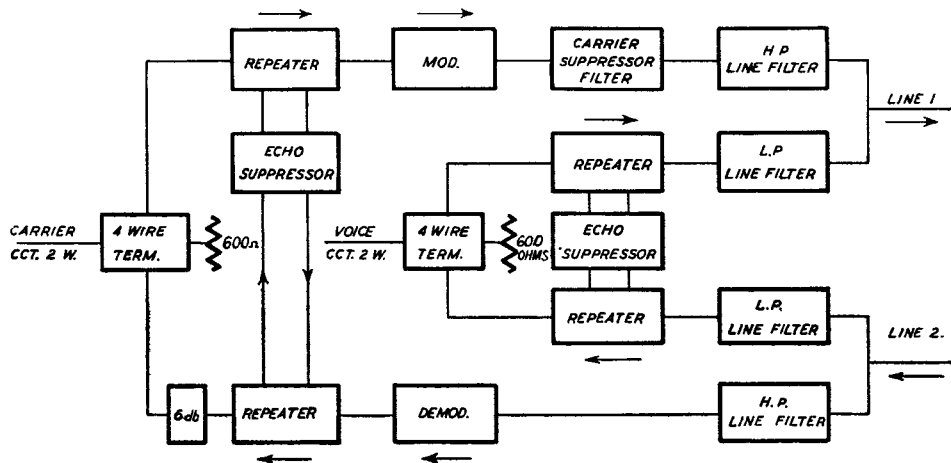 REPEATER
MOD.
CARRIER
SUPPRESSOR
FILTER
H P
LINE FILTER
LINE 1
ECHO
SUPPRESSOR
REPEATER
L.P
LINE FILTER
CARRIER
CCT. 2 W.
4 WIRE
TERM.
600Ω
VOICE
CCT. 2 W.
4 WIRE
TERM.
600
OHMS
ECHO
SUPPRESSOR
REPEATER
L.P.
LINE FILTER
LINE 2.
6db
REPEATER
DEMOD.
H.P.
LINE FILTER